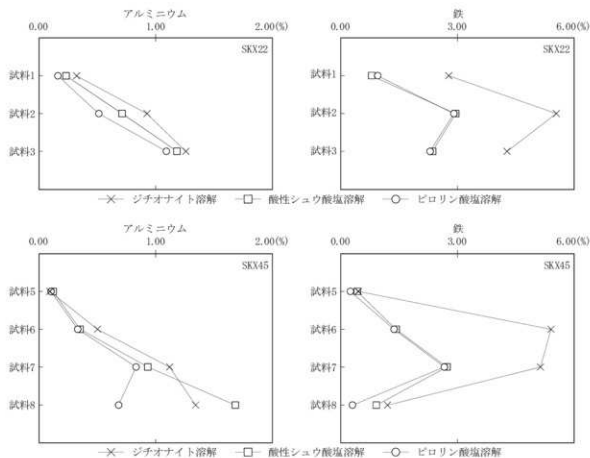 アルミニウム
0.00 1.00 2.00(%)
SKX22
試料1
試料2
試料3
鉄
0.00 3.00 6.00(%)
SKX22
試料1
試料2
試料3
ジチオナイト溶解 酸性シュウ酸塩溶解 ピロリン酸塩溶解
アルミニウム
0.00 1.00 2.00(%)
SKX45
試料5
試料6
試料7
試料8
鉄
0.00 3.00 6.00(%)
SKX45
試料5
試料6
試料7
試料8
ジチオナイト溶解 酸性シュウ酸塩溶解 ピロリン酸塩溶解